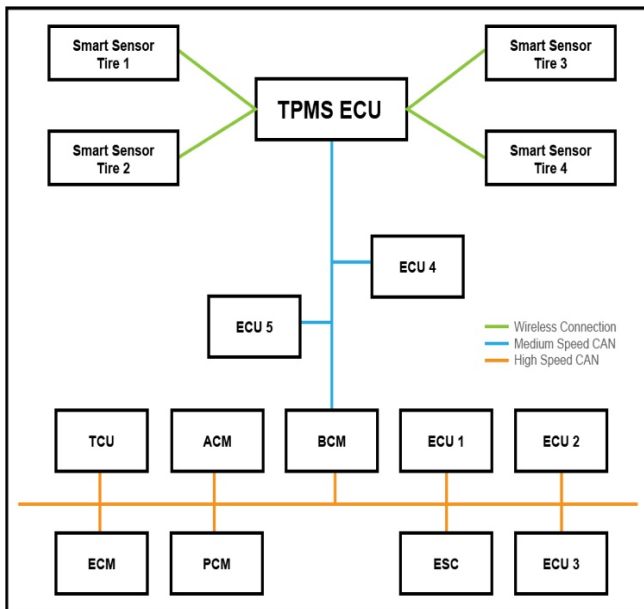 Smart Sensor
Tire 1
Smart Sensor
Tire 3
TPMS ECU
Smart Sensor
Tire 2
Smart Sensor
Tire 4
ECU 4
ECU 5
Wireless Connection
Medium Speed CAN
High Speed CAN
TCU
ACM
BCM
ECU 1
ECU 2
ECM
PCM
ESC
ECU 3